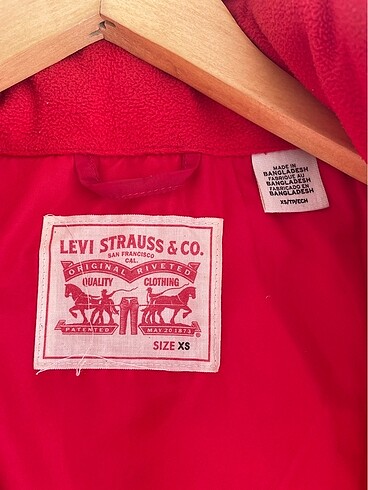 MADE IN
BANGLADESH
FABRIQUÉ AU
BANGLADESH
FABRICADO EN
BANGLADESH
XS/TP/ECH
LEVI STRAUSS & CO.
SAN FRANCISCO
CAL.
ORIGINAL RIVETED
QUALITY CLOTHING
PATENTED MAY 20 1873
SIZE XS